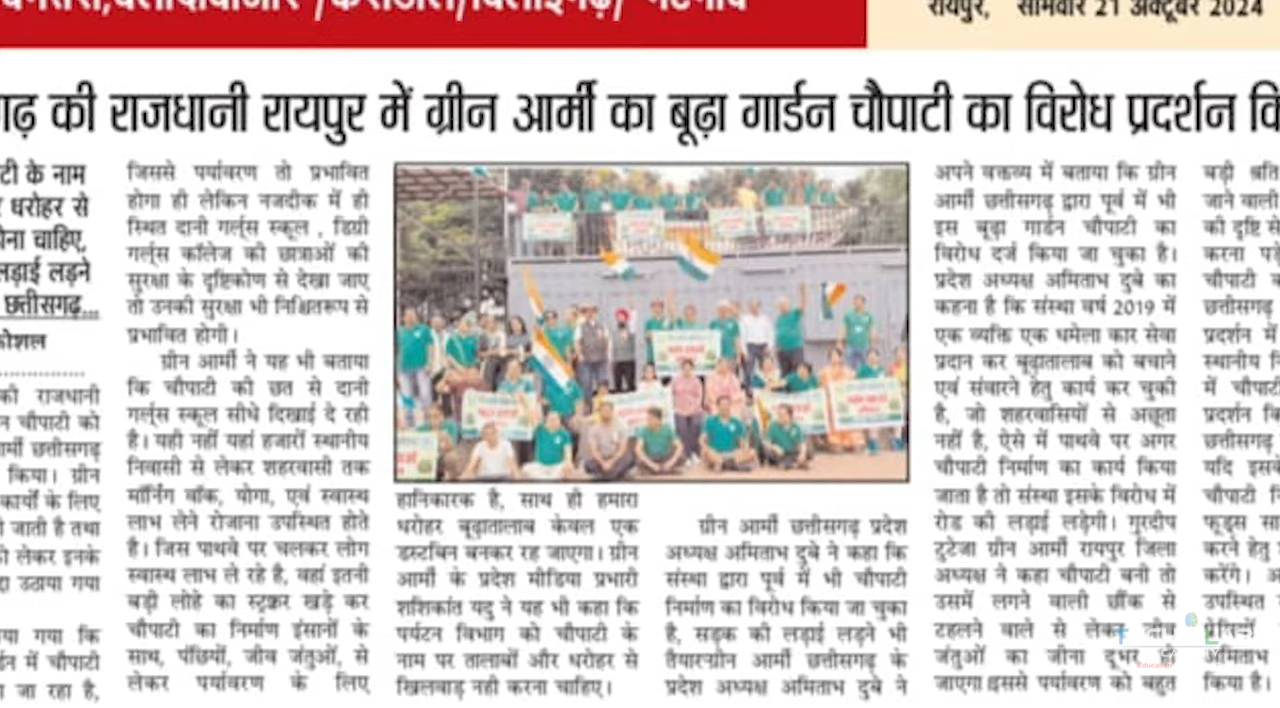 रायपुर, सोमवार 21 अक्टूबर 2024
की राजधानी रायपुर में ग्रीन आर्मी का बूढ़ा गार्डन चौपाटी का विरोध प्रदर्शन
टी के नाम
धरोहर से
चाहिए,
लड़ाई लड़ने
छत्तीसगढ़...
की राजधानी
चौपाटी को
छत्तीसगढ़
किया। ग्रीन
कार्यों के लिए
जाती है तथा
लेकर इनके
उठाया गया
गया कि
में चौपाटी
जा रहा है,
जिससे पर्यावरण तो प्रभावित
होगा ही लेकिन नजदीक में ही
स्थित दानी गर्ल्स स्कूल , डिग्री
गर्ल्स कॉलेज की छात्राओं की
सुरक्षा के दृष्टिकोण से देखा जाए
तो उनकी सुरक्षा भी निश्चितरूप से
प्रभावित होगी।
ग्रीन आर्मी ने यह भी बताया
कि चौपाटी की छत से दानी
गर्ल्स स्कूल सीधे दिखाई दे रही
है। यही नहीं यहां हजारों स्थानीय
निवासी से लेकर शहरवासी तक
मॉर्निंग वॉक, योगा, एवं स्वास्थ
लाभ लेने रोजाना उपस्थित होते
है। जिस पाथवे पर चलकर लोग
स्वास्थ लाभ ले रहे है, वहां इतनी
बड़ी लोहे का स्ट्रक्चर खड़े कर
चौपाटी का निर्माण इंसानों के
साथ, पंछियों, जीव जंतुओं, से
लेकर पर्यावरण के लिए
हानिकारक है, साथ ही हमारा
धरोहर बूढ़ातालाब केवल एक
डस्टबिन बनकर रह जाएगा। ग्रीन
आर्मी के प्रदेश मीडिया प्रभारी
शशिकांत यदु ने यह भी कहा कि
पर्यटन विभाग को चौपाटी के
नाम पर तालाबों और धरोहर से
खिलवाड़ नही करना चाहिए।
ग्रीन आर्मी छत्तीसगढ़ प्रदेश
अध्यक्ष अमिताभ दुबे ने कहा कि
संस्था द्वारा पूर्व में भी चौपाटी
निर्माण का विरोध किया जा चुका
है, सड़क की लड़ाई लड़ने भी
तैयारग्रीन आर्मी छत्तीसगढ़ के
प्रदेश अध्यक्ष अमिताभ दुबे ने
अपने वक्तव्य में बताया कि ग्रीन
आर्मी छत्तीसगढ़ द्वारा पूर्व में भी
इस बूढ़ा गार्डन चौपाटी का
विरोध दर्ज किया जा चुका है।
प्रदेश अध्यक्ष अमिताभ दुबे का
कहना है कि संस्था वर्ष 2019 में
एक व्यक्ति एक धमेला कार सेवा
प्रदान कर बूढ़ातालाब को बचाने
एवं संवारने हेतु कार्य कर चुकी
है, जो शहरवासियों से अछूता
नहीं है, ऐसे में पाथवे पर अगर
चौपाटी निर्माण का कार्य किया
जाता है तो संस्था इसके विरोध में
रोड की लड़ाई लड़ेगी। गुरदीप
टुटेजा ग्रीन आर्मी रायपुर जिला
अध्यक्ष ने कहा चौपाटी बनी तो
उसमें लगने वाली छौंक से
टहलने वाले से लेकर जीव
जंतुओं का जीना दूभर हो
जाएगा।इससे पर्यावरण को बहुत
बड़ी
जाने वाली
की दृष्टि से
करना
चौपाटी
छत्तीसगढ़
प्रदर्शन में
स्थानीय
में चौपाटी
प्रदर्शन
छत्तीसगढ़
यदि
चौपाटी
फूड्स
करने हेतु
करेंगे।
उपस्थित
अमिताभ
किया है।
Education